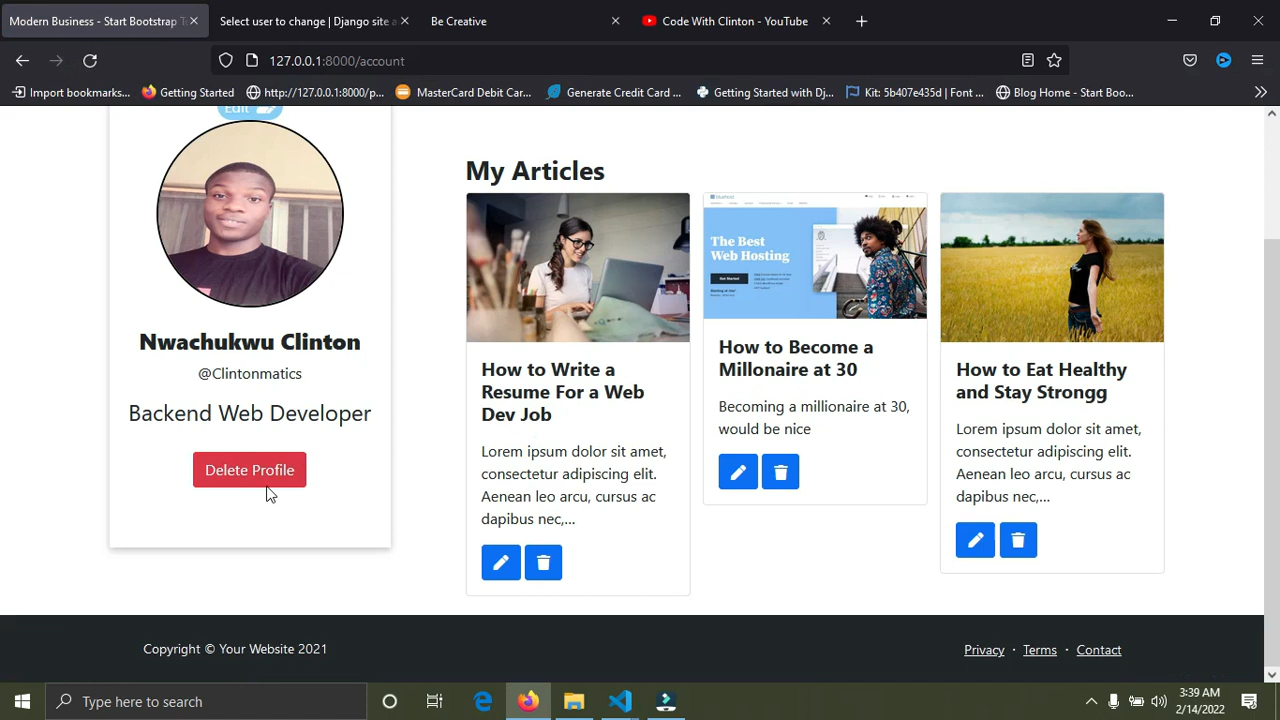 Modern Business - Start Bootstrap T
Select user to change | Django site a
Be Creative
Code With Clinton - YouTube
127.0.0.1:8000/account
Import bookmarks...
Getting Started
http://127.0.0.1:8000/p...
MasterCard Debit Car...
Generate Credit Card ...
Getting Started with Dj...
Kit: 5b407e435d | Font ...
Blog Home - Start Boo...
Edit
Nwachukwu Clinton
@Clintonmatics
Backend Web Developer
Delete Profile
My Articles
How to Write a
Resume For a Web
Dev Job
Lorem ipsum dolor sit amet,
consectetur adipiscing elit.
Aenean leo arcu, cursus ac
dapibus nec,...
The Best
Web Hosting
How to Become a
Millonaire at 30
Becoming a millionaire at 30,
would be nice
How to Eat Healthy
and Stay Strongg
Lorem ipsum dolor sit amet,
consectetur adipiscing elit.
Aenean leo arcu, cursus ac
dapibus nec,...
Copyright © Your Website 2021
Privacy · Terms · Contact
Type here to search
3:39 AM
2/14/2022